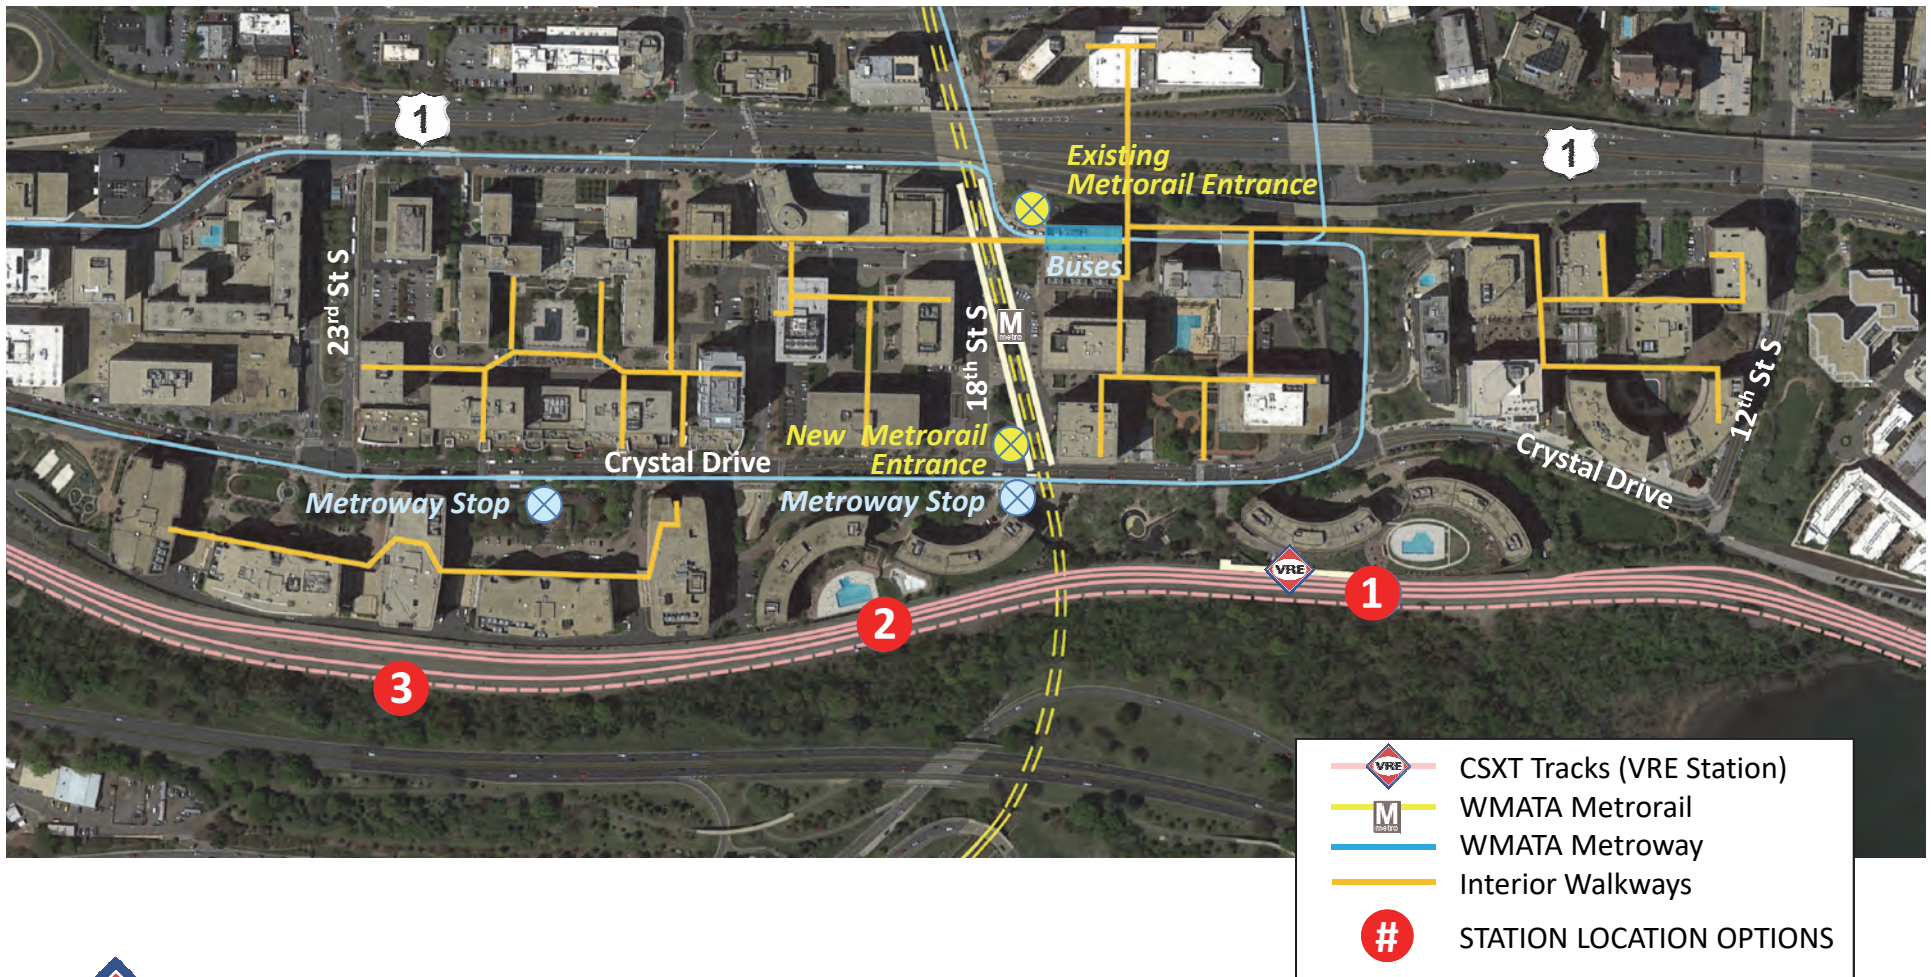 1
1
Existing
Metrorail Entrance
Buses
23rd St S
18th St S
M
metro
12th St S
New Metrorail
Entrance
Crystal Drive
Crystal Drive
Metroway Stop
Metroway Stop
VRE
1
2
3
VRE
CSXT Tracks (VRE Station)
M
metro
WMATA Metrorail
WMATA Metroway
Interior Walkways
#
STATION LOCATION OPTIONS